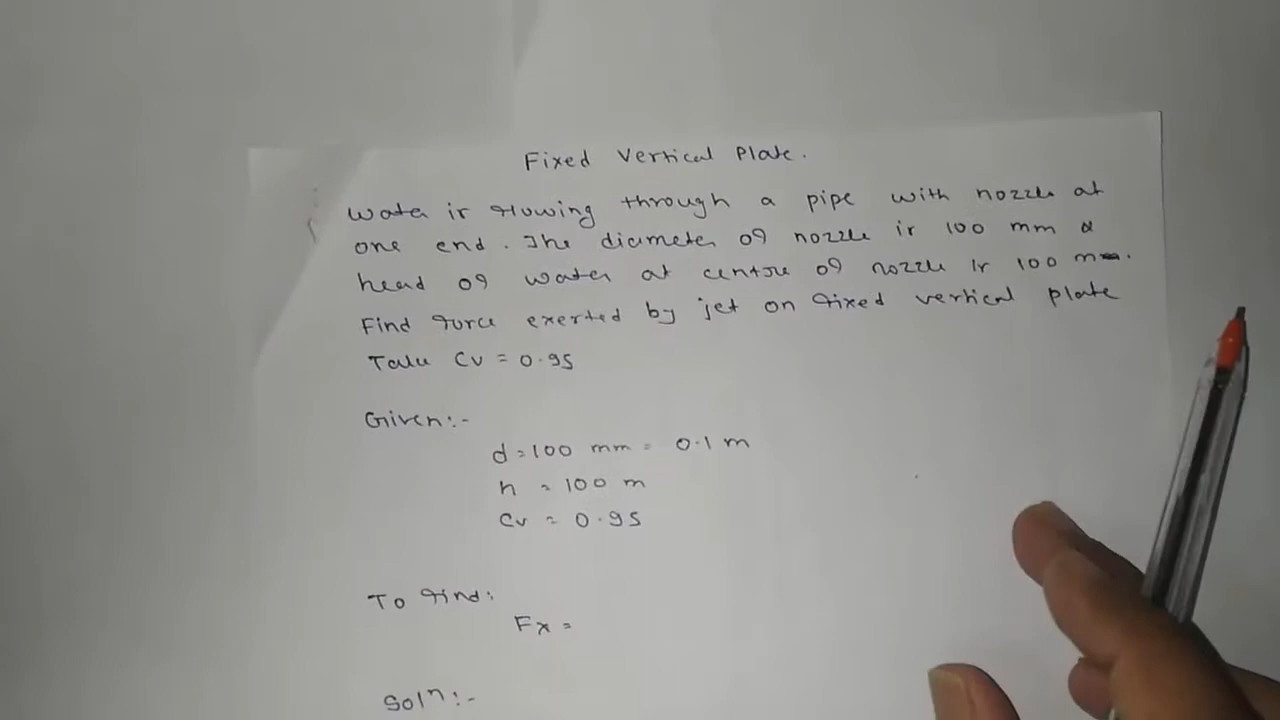 Fixed Vertical Plate.
Water is flowing through a pipe with nozzle at
one end. The diameter of nozzle is 100 mm &
head of water at centre of nozzle is 100 m.
Find force exerted by jet on fixed vertical plate
Take Cv = 0.95
Given:-
d = 100 mm = 0.1 m
h = 100 m
Cv = 0.95
To find:
Fx =
Soln:-